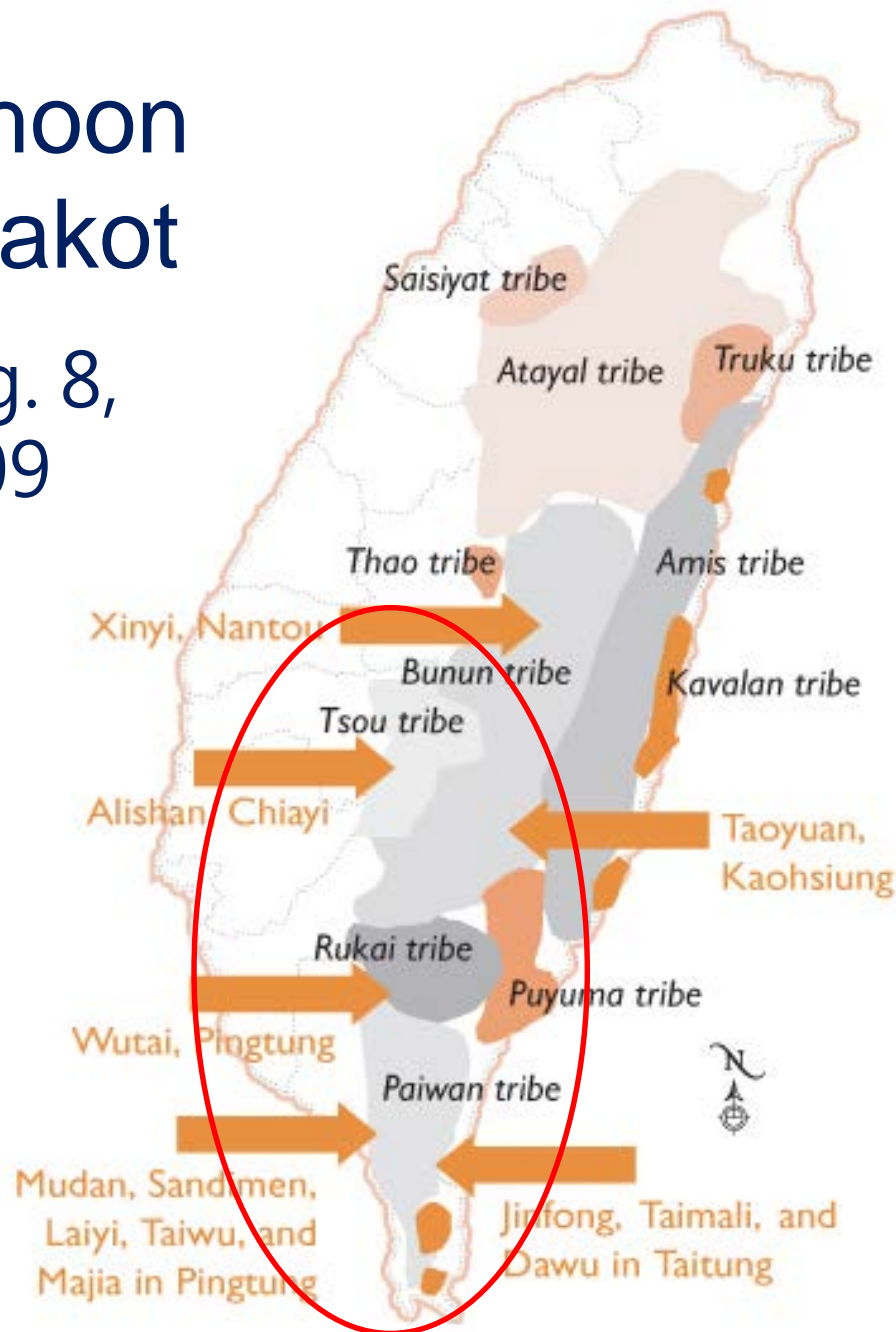 noon
akot
g. 8,
09
Saisiyat tribe
Atayal tribe
Truku tribe
Thao tribe
Amis tribe
Xinyi, Nantou
Bunun tribe
Kavalan tribe
Tsou tribe
Alishan, Chiayi
Taoyuan,
Kaohsiung
Rukai tribe
Puyuma tribe
Wutai, Pingtung
Paiwan tribe
N
Mudan, Sandimen,
Laiyi, Taiwu, and
Majia in Pingtung
Jinfong, Taimali, and
Dawu in Taitung